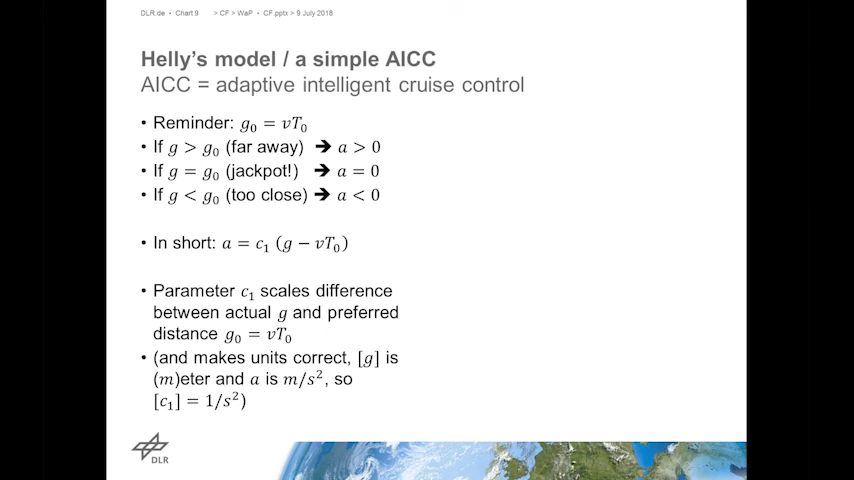 DLR.de • Chart 9 > CF > WaP • CF.pptx > 9 July 2018
Helly's model / a simple AICC
AICC = adaptive intelligent cruise control
• Reminder: g₀ = vT₀
• If g > g₀ (far away) ➔ a > 0
• If g = g₀ (jackpot!) ➔ a = 0
• If g < g₀ (too close) ➔ a < 0
• In short: a = c₁ (g − vT₀)
• Parameter c₁ scales difference
between actual g and preferred
distance g₀ = vT₀
• (and makes units correct, [g] is
(m)eter and a is m/s², so
[c₁] = 1/s²)
DLR